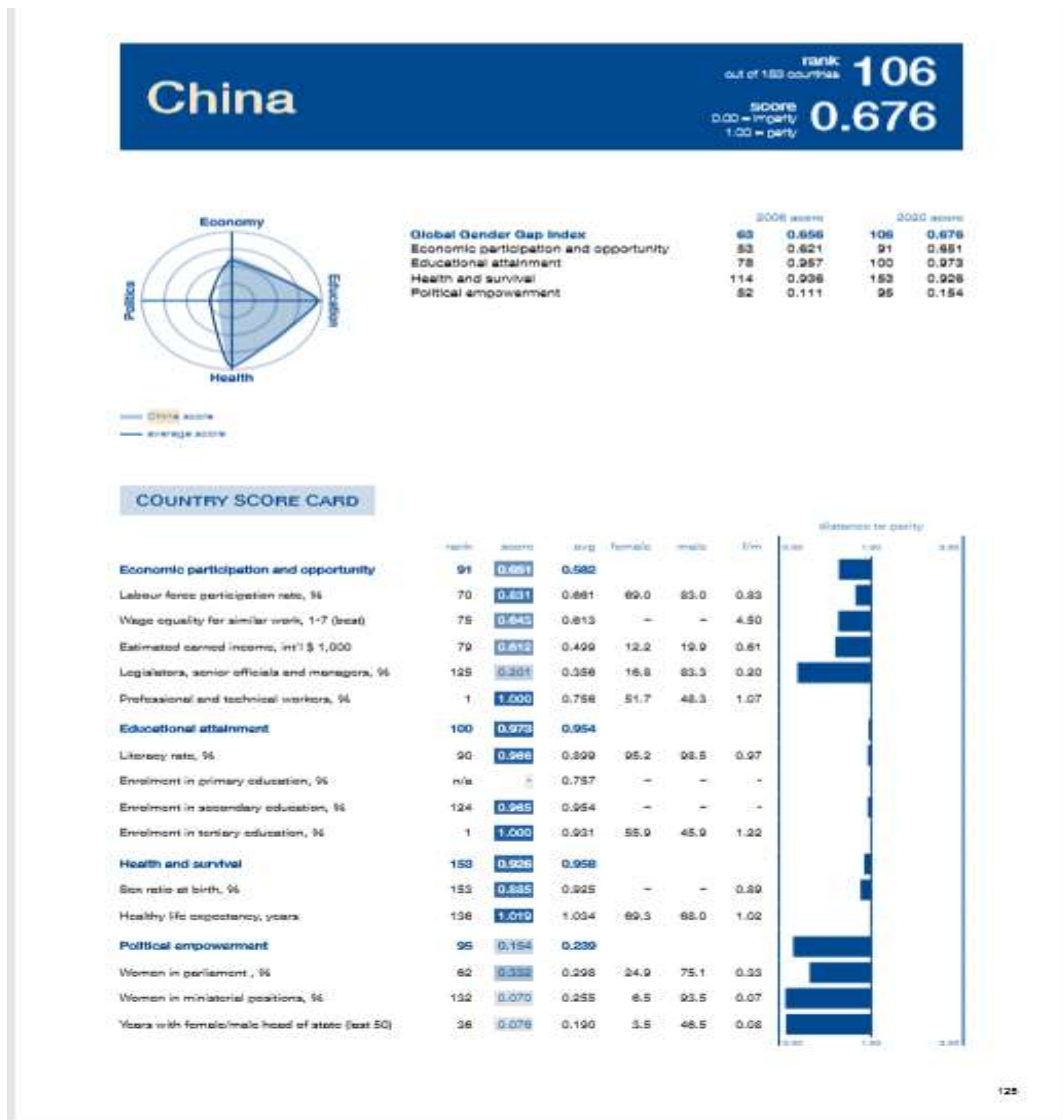 China
rank
out of 153 countries
106
score
0.00 = imparity
1.00 = parity
0.676
2006 score 2020 score
Global Gender Gap Index 63 0.656 106 0.676
Economic participation and opportunity 53 0.621 91 0.651
Educational attainment 78 0.957 100 0.973
Health and survival 114 0.936 153 0.926
Political empowerment 52 0.111 95 0.154
Economy
Politics
Education
Health
China score
average score
COUNTRY SCORE CARD
distance to parity
rank score avg female male f/m 0.00 1.00 2.00
Economic participation and opportunity 91 0.651 0.582
Labour force participation rate, % 70 0.831 0.661 69.0 83.0 0.83
Wage equality for similar work, 1-7 (best) 75 0.643 0.613 – – 4.50
Estimated earned income, int'l $ 1,000 79 0.612 0.499 12.2 19.9 0.61
Legislators, senior officials and managers, % 125 0.201 0.356 16.8 83.3 0.20
Professional and technical workers, % 1 1.000 0.756 51.7 48.3 1.07
Educational attainment 100 0.973 0.954
Literacy rate, % 90 0.966 0.899 95.2 98.5 0.97
Enrolment in primary education, % n/a - 0.757 – – -
Enrolment in secondary education, % 124 0.965 0.954 – – -
Enrolment in tertiary education, % 1 1.000 0.931 55.9 45.9 1.22
Health and survival 153 0.926 0.958
Sex ratio at birth, % 153 0.885 0.925 – – 0.89
Healthy life expectancy, years 136 1.019 1.034 69.3 68.0 1.02
Political empowerment 95 0.154 0.239
Women in parliament , % 62 0.332 0.298 24.9 75.1 0.33
Women in ministerial positions, % 132 0.070 0.255 6.5 93.5 0.07
Years with female/male head of state (last 50) 36 0.076 0.190 3.5 46.5 0.08
0.00 1.00 2.00
125